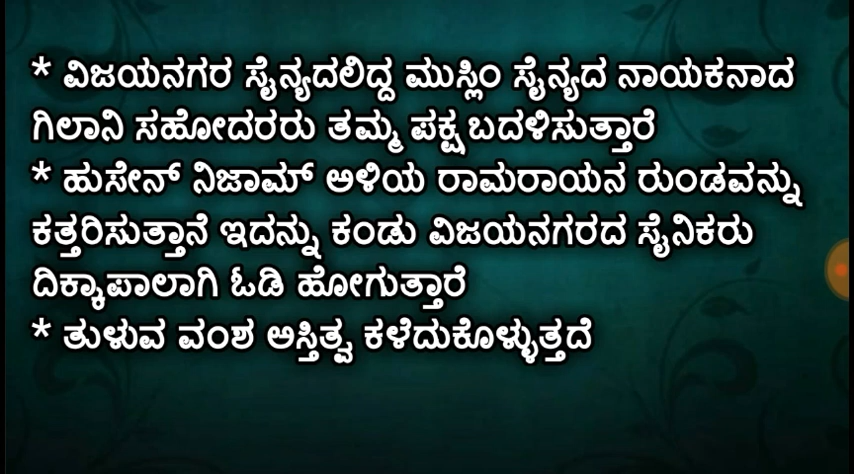 * ವಿಜಯನಗರ ಸೈನ್ಯದಲಿದ್ದ ಮುಸ್ಲಿಂ ಸೈನ್ಯದ ನಾಯಕನಾದ
ಗಿಲಾನಿ ಸಹೋದರರು ತಮ್ಮ ಪಕ್ಷ ಬದಳಿಸುತ್ತಾರೆ
* ಹುಸೇನ್ ನಿಜಾಮ್ ಅಳಿಯ ರಾಮರಾಯನ ರುಂಡವನ್ನು
ಕತ್ತರಿಸುತ್ತಾನೆ ಇದನ್ನು ಕಂಡು ವಿಜಯನಗರದ ಸೈನಿಕರು
ದಿಕ್ಕಾಪಾಲಾಗಿ ಓಡಿ ಹೋಗುತ್ತಾರೆ
* ತುಳುವ ವಂಶ ಅಸ್ತಿತ್ವ ಕಳೆದುಕೊಳ್ಳುತ್ತದೆ